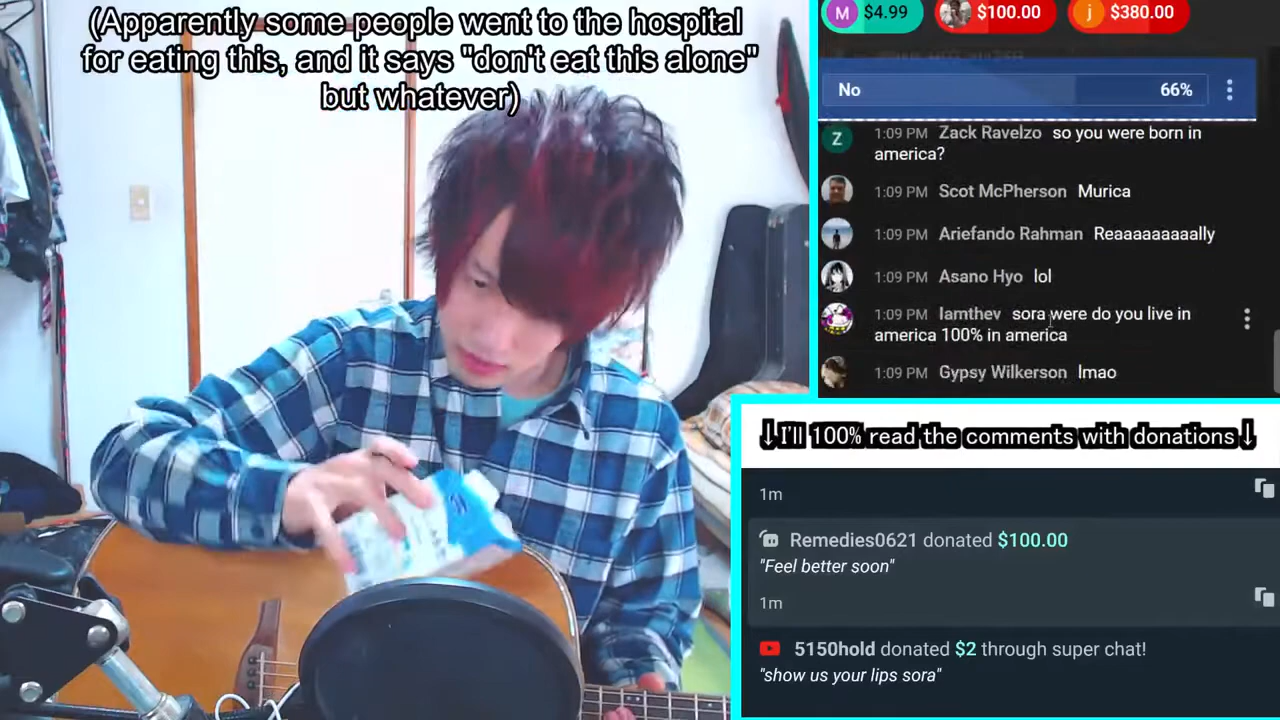 (Apparently some people went to the hospital
for eating this, and it says "don't eat this alone"
but whatever)
M $4.99 $100.00 j $380.00
No 66%
Z 1:09 PM Zack Ravelzo so you were born in
america?
1:09 PM Scot McPherson Murica
1:09 PM Ariefando Rahman Reaaaaaaaally
1:09 PM Asano Hyo lol
1:09 PM Iamthev sora were do you live in
america 100% in america
1:09 PM Gypsy Wilkerson lmao
↓I'll 100% read the comments with donations↓
1m
Remedies0621 donated $100.00
"Feel better soon"
1m
5150hold donated $2 through super chat!
"show us your lips sora"